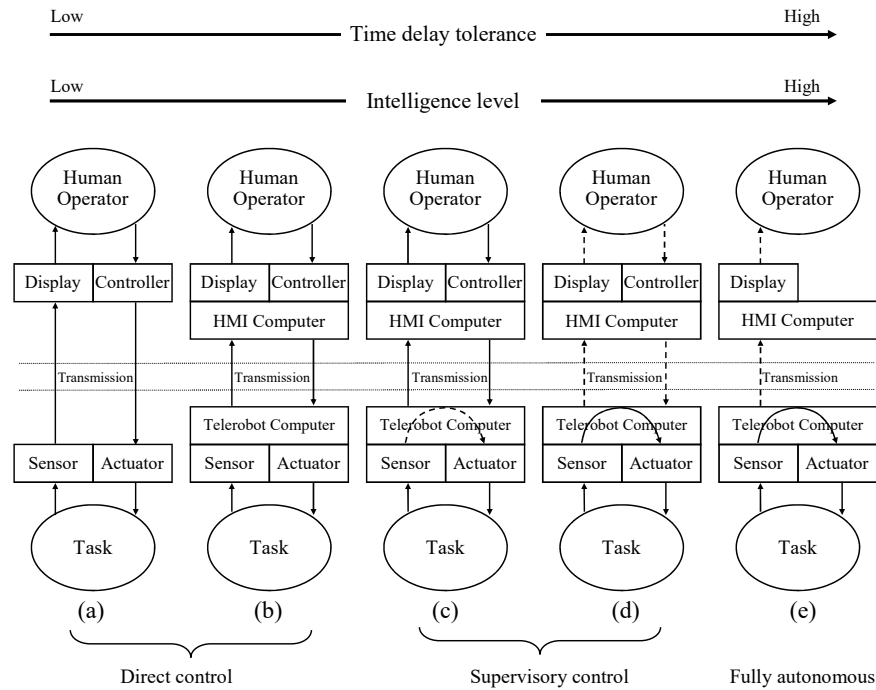 Low High
Time delay tolerance
Low High
Intelligence level
Human Operator Human Operator Human Operator Human Operator Human Operator
Display Controller Display Controller Display Controller Display Controller Display
HMI Computer HMI Computer HMI Computer HMI Computer
Transmission Transmission Transmission Transmission Transmission
Telerobot Computer Telerobot Computer Telerobot Computer Telerobot Computer
Sensor Actuator Sensor Actuator Sensor Actuator Sensor Actuator Sensor Actuator
Task Task Task Task Task
(a) (b) (c) (d) (e)
Direct control Supervisory control Fully autonomous